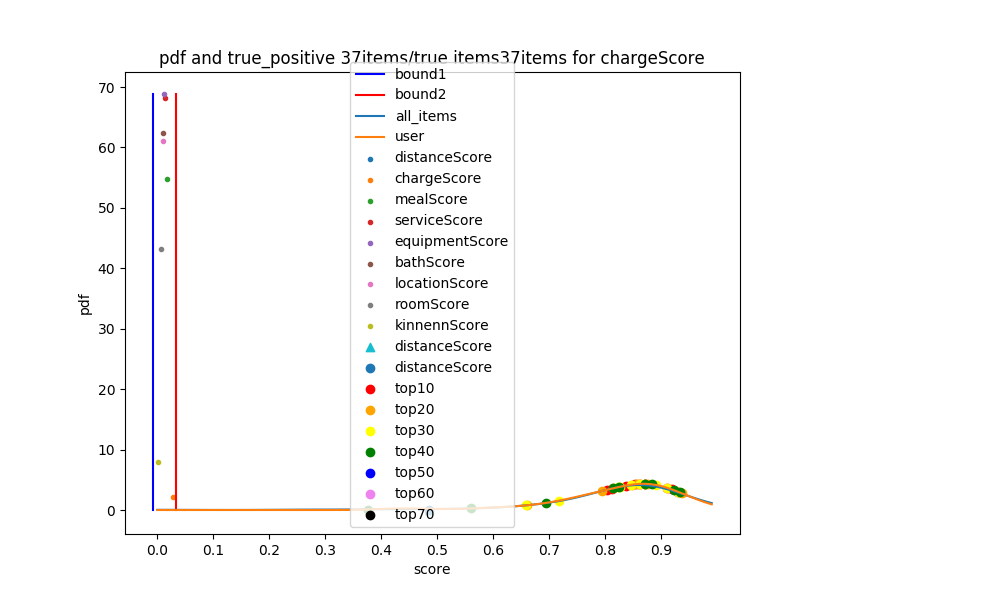 pdf and true_positive 37items/true items37items for chargeScore
bound1
bound2
all_items
user
distanceScore
chargeScore
mealScore
serviceScore
equipmentScore
bathScore
locationScore
roomScore
kinnennScore
distanceScore
distanceScore
top10
top20
top30
top40
top50
top60
top70
70
60
50
40
30
20
10
0
pdf
0.0 0.1 0.2 0.3 0.4 0.5 0.6 0.7 0.8 0.9
score